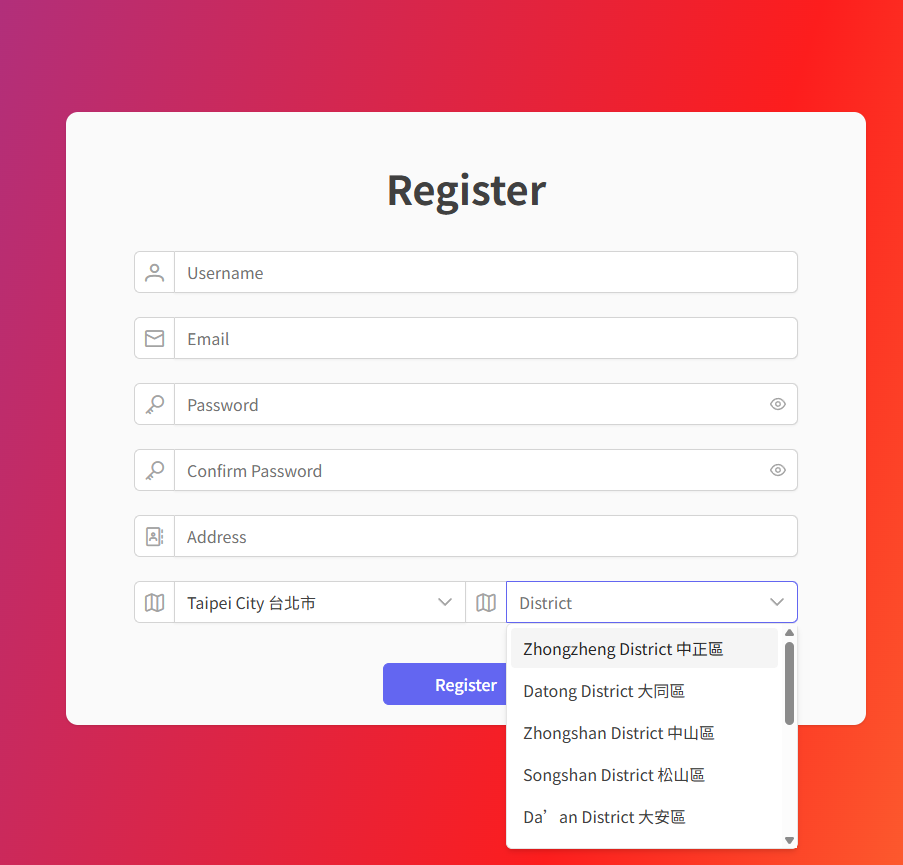 Register
Username
Email
Password
Confirm Password
Address
Taipei City 台北市
District
Zhongzheng District 中正區
Datong District 大同區
Zhongshan District 中山區
Songshan District 松山區
Da’an District 大安區
Register